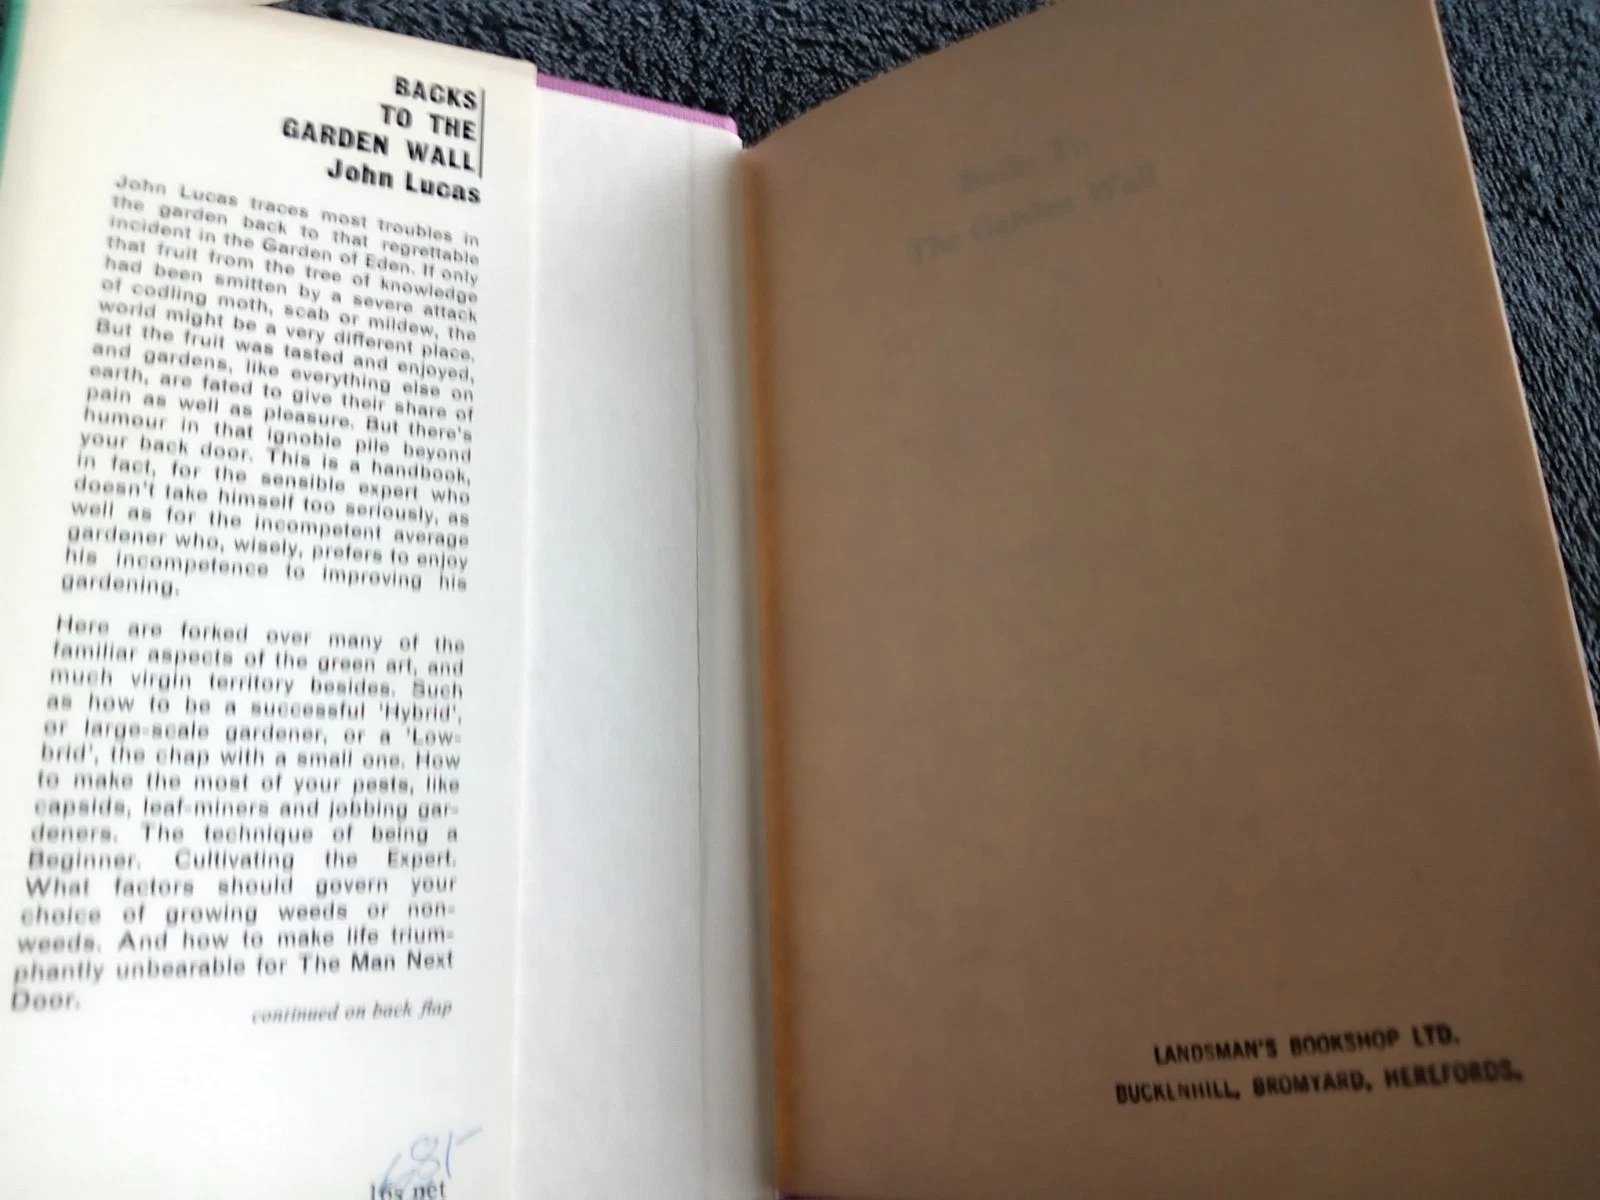 BACKS
TO THE
GARDEN WALL
John Lucas
John Lucas traces most troubles in
the garden back to that regrettable
incident in the Garden of Eden. If only
that fruit from the tree of knowledge
had been smitten by a severe attack
of codling moth, scab or mildew, the
world might be a very different place.
But the fruit was tasted and enjoyed,
and gardens, like everything else on
earth, are fated to give their share of
pain as well as pleasure. But there's
humour in that ignoble pile beyond
your back door. This is a handbook,
in fact, for the sensible expert who
doesn't take himself too seriously, as
well as for the incompetent average
gardener who, wisely, prefers to enjoy
his incompetence to improving his
gardening.
Here are forked over many of the
familiar aspects of the green art, and
much virgin territory besides. Such
as how to be a successful 'Hybrid',
or large-scale gardener, or a 'Low-
brid', the chap with a small one. How
to make the most of your pests, like
capsids, leaf-miners and jobbing gar-
deners. The technique of being a
Beginner. Cultivating the Expert.
What factors should govern your
choice of growing weeds or non-
weeds. And how to make life trium-
phantly unbearable for The Man Next
Door.
continued on back flap
16s net
Backs To
The Garden Wall
LANDSMAN'S BOOKSHOP LTD.
BUCKENHILL, BROMYARD, HEREFORDS.